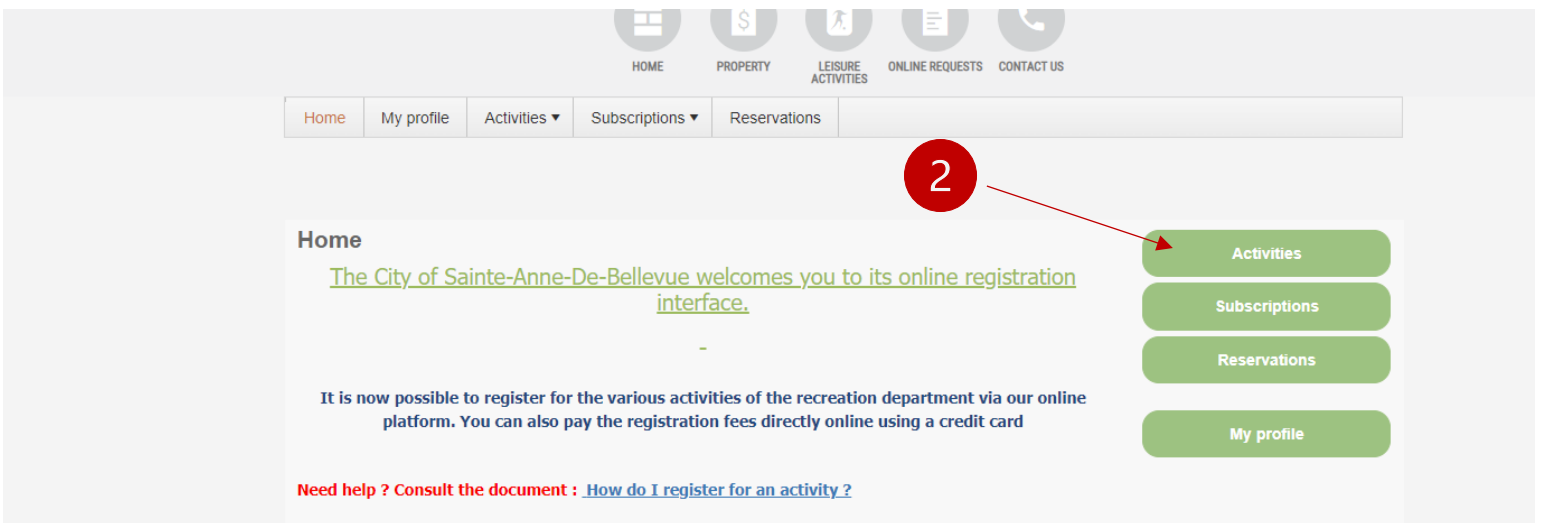 HOME PROPERTY LEISURE ACTIVITIES ONLINE REQUESTS CONTACT US
Home My profile Activities ▼ Subscriptions ▼ Reservations
2
Home
Activities
The City of Sainte-Anne-De-Bellevue welcomes you to its online registration
interface.
Subscriptions
-
Reservations
It is now possible to register for the various activities of the recreation department via our online
platform. You can also pay the registration fees directly online using a credit card
My profile
Need help ? Consult the document : How do I register for an activity ?